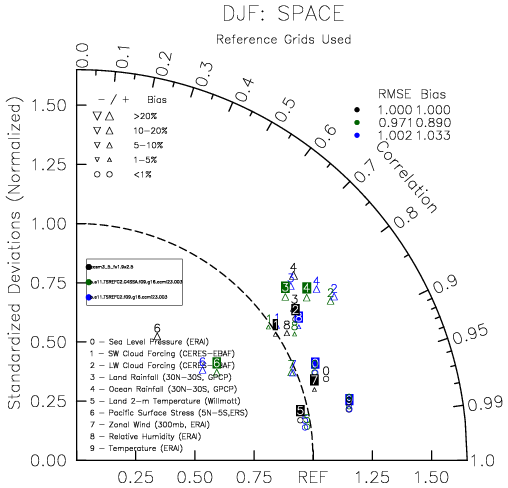 DJF: SPACE
Reference Grids Used
RMSE Bias
1.000 1.000
0.971 0.890
1.002 1.033
Correlation
0.0 0.1 0.2 0.3 0.4 0.5 0.6 0.7 0.8 0.9 0.95 0.99 1.0
Standardized Deviations (Normalized)
1.50
1.25
1.00
0.75
0.50
0.25
0.00
− / + Bias
>20%
10−20%
5−10%
1−5%
<1%
0 − Sea Level Pressure (ERAI)
1 − SW Cloud Forcing (CERES−EBAF)
2 − LW Cloud Forcing (CERES−EBAF)
3 − Land Rainfall (30N−30S, GPCP)
4 − Ocean Rainfall (30N−30S, GPCP)
5 − Land 2−m Temperature (Willmott)
6 − Pacific Surface Stress (5N−5S,ERS)
7 − Zonal Wind (300mb, ERAI)
8 − Relative Humidity (ERAI)
9 − Temperature (ERAI)
0.25 0.50 0.75 REF 1.25 1.50